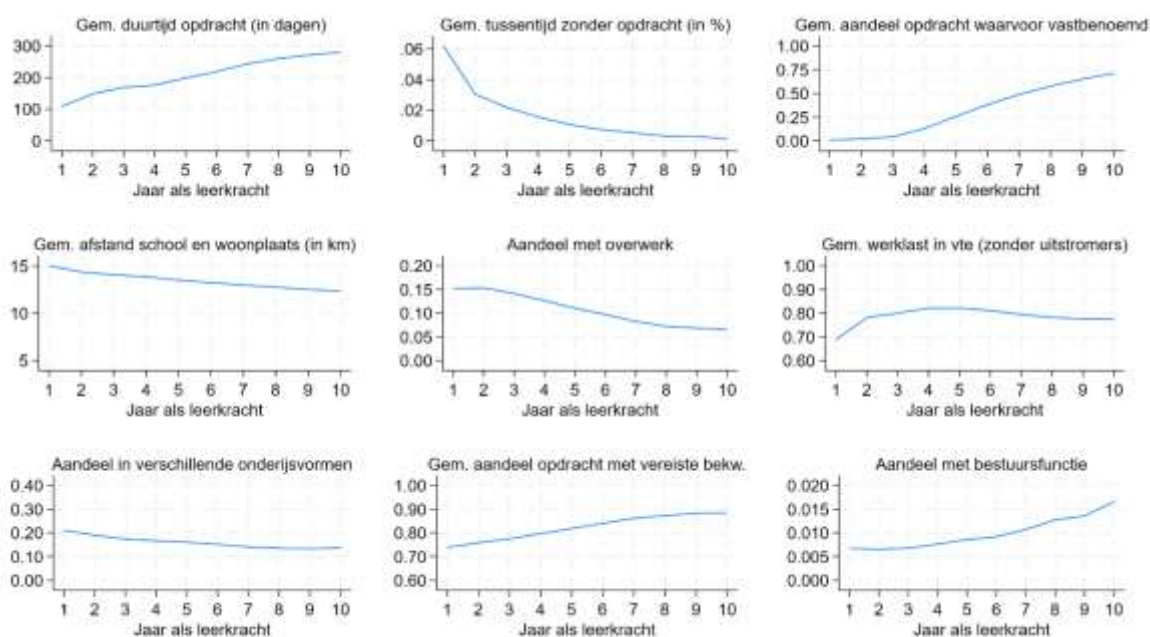 Gem. duurtijd opdracht (in dagen)
300
200
100
0
1 2 3 4 5 6 7 8 9 10
Jaar als leerkracht
Gem. tussentijd zonder opdracht (in %)
.06
.04
.02
0
1 2 3 4 5 6 7 8 9 10
Jaar als leerkracht
Gem. aandeel opdracht waarvoor vastbenoemd
1.00
0.75
0.50
0.25
0.00
1 2 3 4 5 6 7 8 9 10
Jaar als leerkracht
Gem. afstand school en woonplaats (in km)
15
10
5
1 2 3 4 5 6 7 8 9 10
Jaar als leerkracht
Aandeel met overwerk
0.20
0.15
0.10
0.05
0.00
1 2 3 4 5 6 7 8 9 10
Jaar als leerkracht
Gem. werklast in vte (zonder uitstromers)
1.00
0.90
0.80
0.70
0.60
1 2 3 4 5 6 7 8 9 10
Jaar als leerkracht
Aandeel in verschillende onderijsvormen
0.40
0.30
0.20
0.10
0.00
1 2 3 4 5 6 7 8 9 10
Jaar als leerkracht
Gem. aandeel opdracht met vereiste bekw.
1.00
0.90
0.80
0.70
0.60
1 2 3 4 5 6 7 8 9 10
Jaar als leerkracht
Aandeel met bestuursfunctie
0.020
0.015
0.010
0.005
0.000
1 2 3 4 5 6 7 8 9 10
Jaar als leerkracht